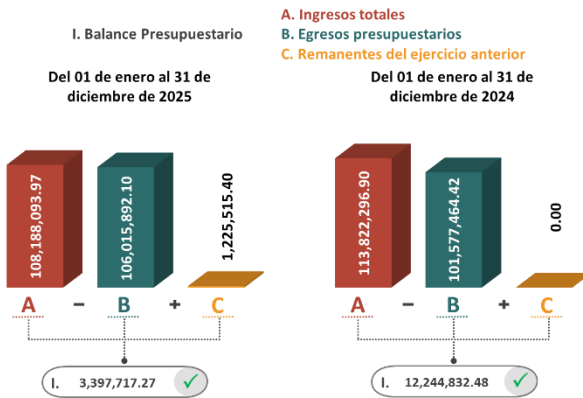 I. Balance Presupuestario
A. Ingresos totales
B. Egresos presupuestarios
C. Remanentes del ejercicio anterior
Del 01 de enero al 31 de
diciembre de 2025
108,188,093.97
106,015,892.10
1,225,515.40
A – B + C
I. 3,397,717.27
Del 01 de enero al 31 de
diciembre de 2024
113,822,296.90
101,577,464.42
0.00
A – B + C
I. 12,244,832.48